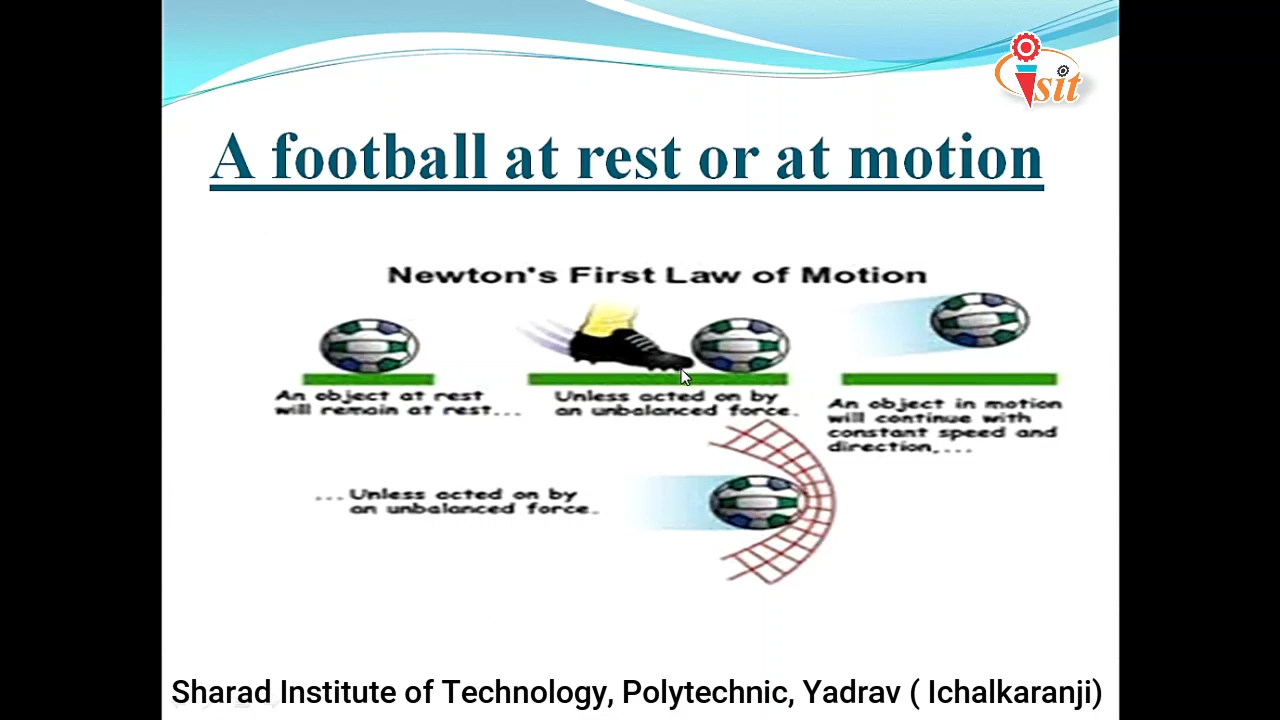 isit
A football at rest or at motion
Newton's First Law of Motion
An object at rest
will remain at rest...
Unless acted on by
an unbalanced force.
An object in motion
will continue with
constant speed and
direction,...
...Unless acted on by
an unbalanced force.
Sharad Institute of Technology, Polytechnic, Yadrav ( Ichalkaranji)